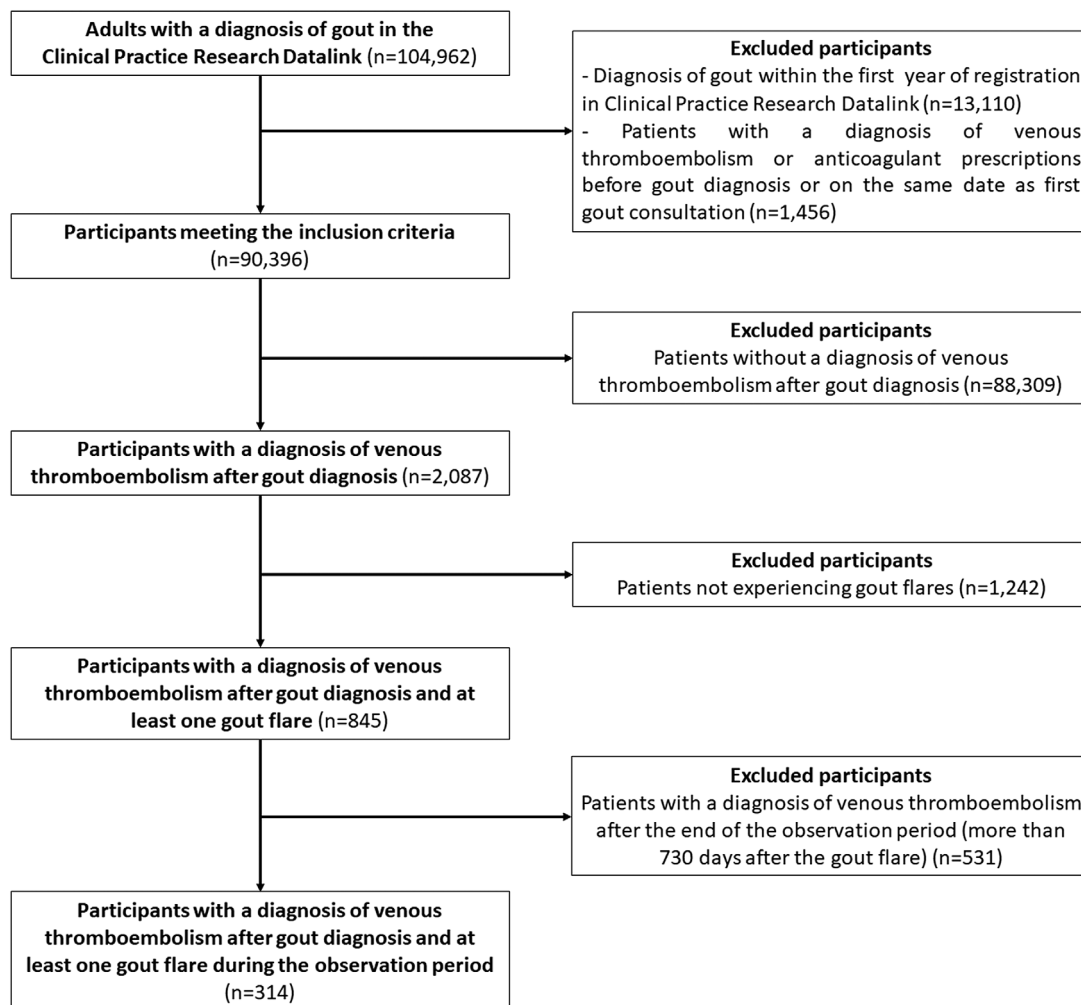 Adults with a diagnosis of gout in the
Clinical Practice Research Datalink (n=104,962)
Excluded participants
- Diagnosis of gout within the first year of registration
in Clinical Practice Research Datalink (n=13,110)
- Patients with a diagnosis of venous
thromboembolism or anticoagulant prescriptions
before gout diagnosis or on the same date as first
gout consultation (n=1,456)
Participants meeting the inclusion criteria
(n=90,396)
Excluded participants
Patients without a diagnosis of venous
thromboembolism after gout diagnosis (n=88,309)
Participants with a diagnosis of venous
thromboembolism after gout diagnosis (n=2,087)
Excluded participants
Patients not experiencing gout flares (n=1,242)
Participants with a diagnosis of venous
thromboembolism after gout diagnosis and at
least one gout flare (n=845)
Excluded participants
Patients with a diagnosis of venous thromboembolism
after the end of the observation period (more than
730 days after the gout flare) (n=531)
Participants with a diagnosis of venous
thromboembolism after gout diagnosis and at
least one gout flare during the observation period
(n=314)